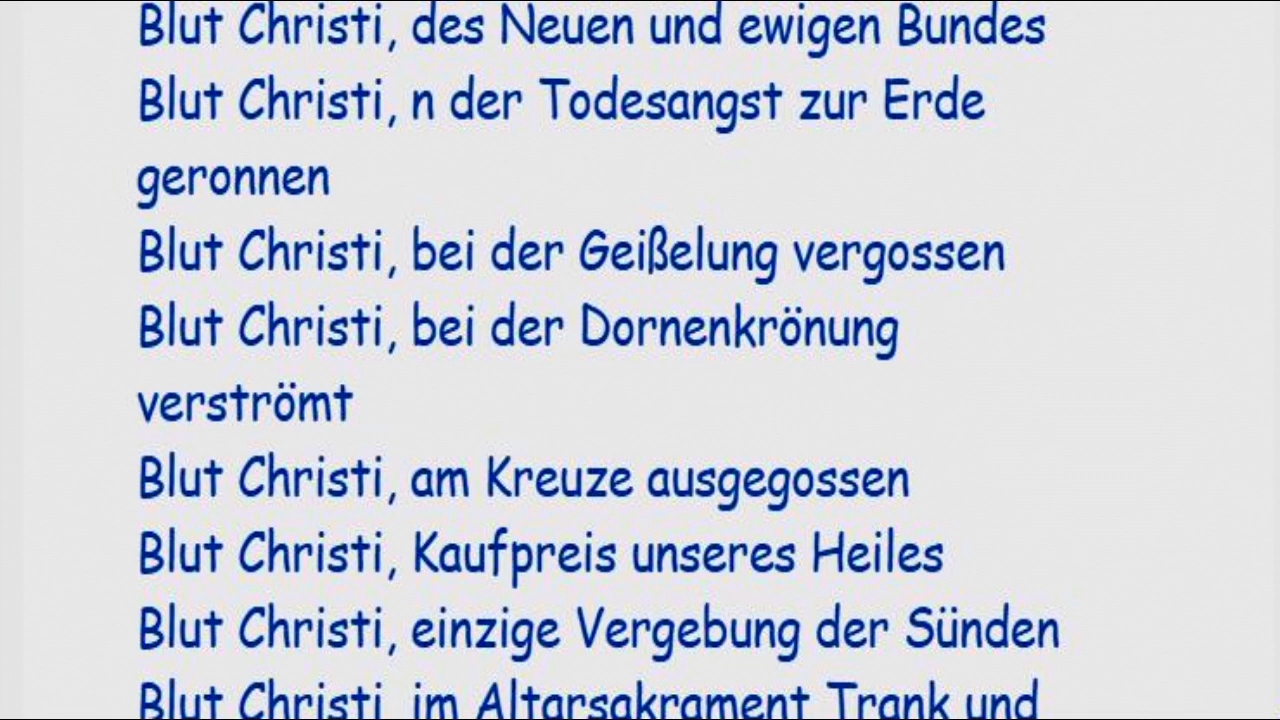 Blut Christi, des Neuen und ewigen Bundes
Blut Christi, n der Todesangst zur Erde
geronnen
Blut Christi, bei der Geißelung vergossen
Blut Christi, bei der Dornenkrönung
verströmt
Blut Christi, am Kreuze ausgegossen
Blut Christi, Kaufpreis unseres Heiles
Blut Christi, einzige Vergebung der Sünden
Blut Christi, im Altarsakrament Trank und